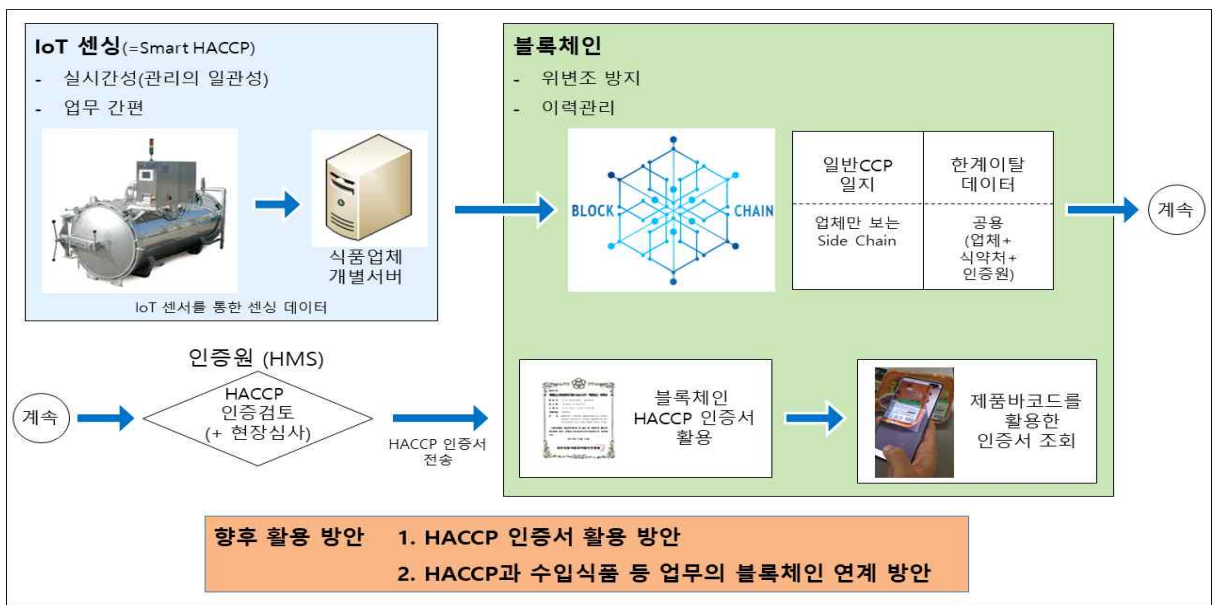 IoT 센싱(=Smart HACCP)
- 실시간성(관리의 일관성)
- 업무 간편
식품업체
개별서버
IoT 센서를 통한 센싱 데이터
블록체인
- 위변조 방지
- 이력관리
BLOCK CHAIN
일반CCP
일지
한계이탈
데이터
업체만 보는
Side Chain
공용
(업체+
식약처+
인증원)
계속
계속
인증원 (HMS)
HACCP
인증검토
(+ 현장심사)
HACCP 인증서
전송
블록체인
HACCP 인증서
활용
제품바코드를
활용한
인증서 조회
향후 활용 방안 1. HACCP 인증서 활용 방안
2. HACCP과 수입식품 등 업무의 블록체인 연계 방안